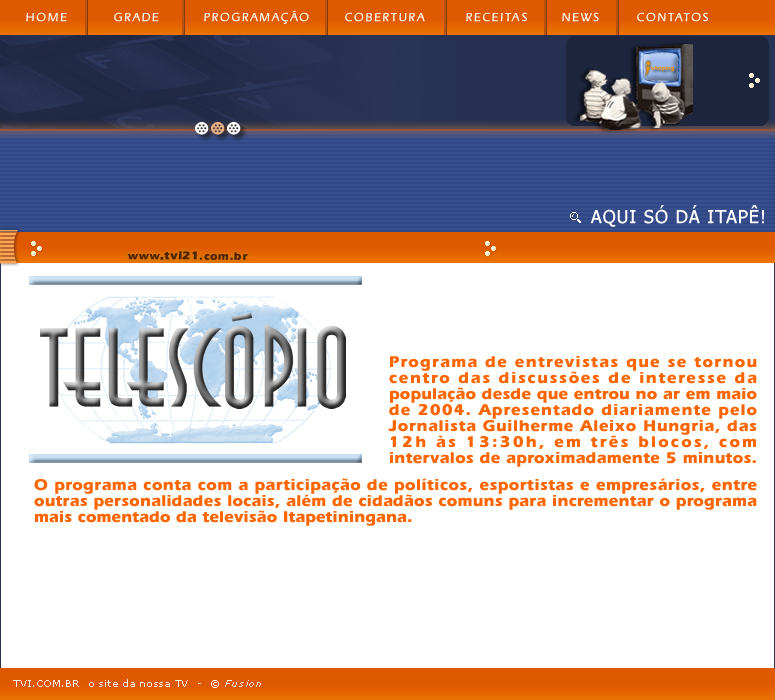 HOME GRADE PROGRAMAÇÃO COBERTURA RECEITAS NEWS CONTATOS
AQUI SÓ DÁ ITAPÊ!
www.tvi21.com.br
TELESCÓPIO
Programa de entrevistas que se tornou
centro das discussões de interesse da
população desde que entrou no ar em maio
de 2004. Apresentado diariamente pelo
Jornalista Guilherme Aleixo Hungria, das
12h às 13:30h, em três blocos, com
intervalos de aproximadamente 5 minutos.
O programa conta com a participação de políticos, esportistas e empresários, entre
outras personalidades locais, além de cidadãos comuns para incrementar o programa
mais comentado da televisão Itapetiningana.
TVI.COM.BR o site da nossa TV - © Fusion